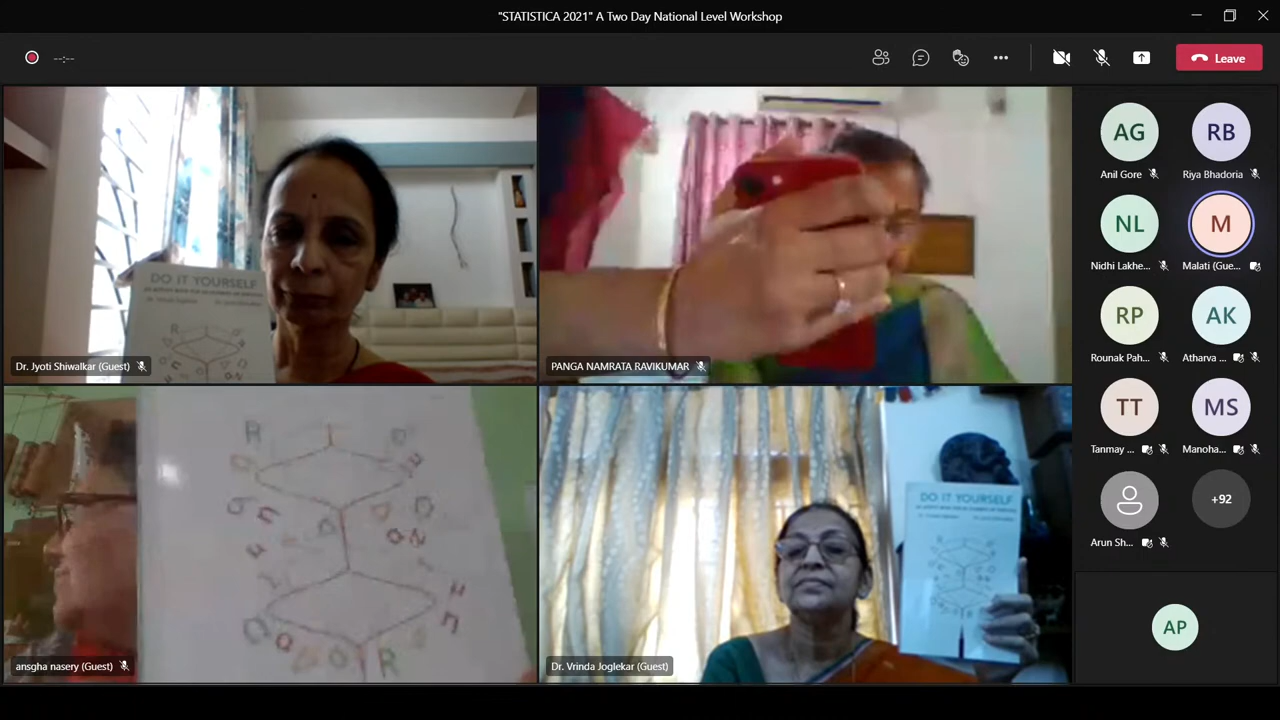 "STATISTICA 2021" A Two Day National Level Workshop
--:--
Leave
DO IT YOURSELF
Dr. Jyoti Shiwalkar (Guest)
PANGA NAMRATA RAVIKUMAR
AG
RB
Anil Gore
Riya Bhadoria
NL
M
Nidhi Lakhe...
Malati (Gue...
RP
AK
Rounak Pah...
Atharva ...
R
ansgha nasery (Guest)
DO IT YOURSELF
Dr. Vrinda Joglekar (Guest)
TT
MS
Tanmay ...
Manoha...
+92
Arun Sh...
AP